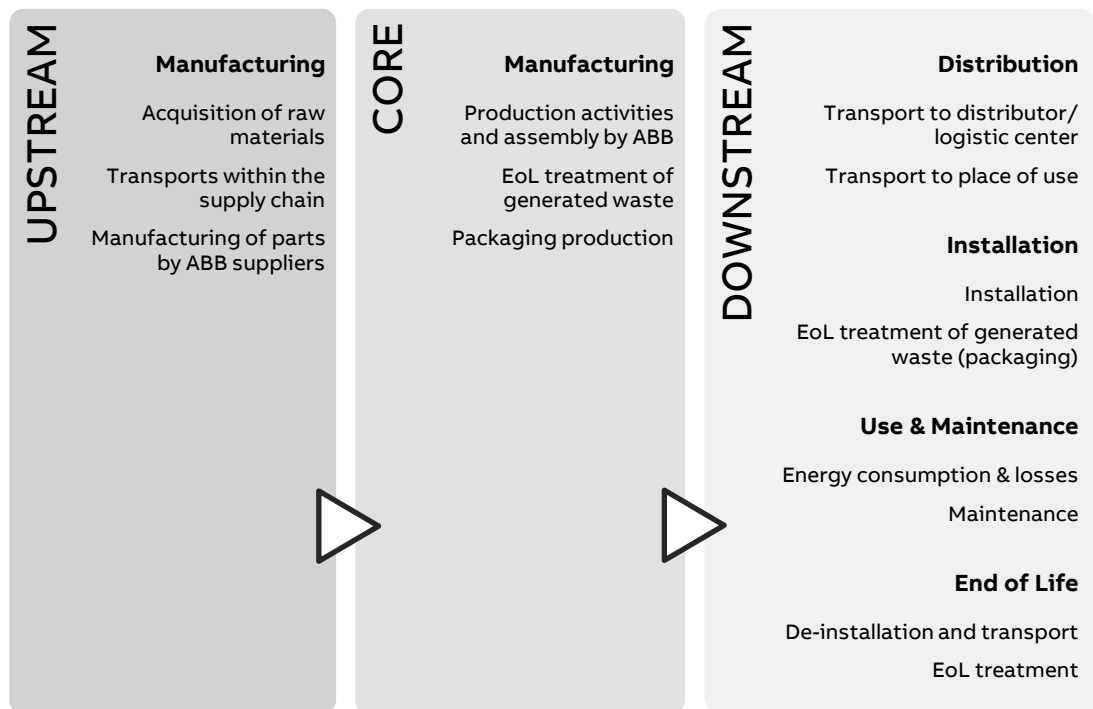 UPSTREAM
Manufacturing
Acquisition of raw
materials
Transports within the
supply chain
Manufacturing of parts
by ABB suppliers
CORE
Manufacturing
Production activities
and assembly by ABB
EoL treatment of
generated waste
Packaging production
DOWNSTREAM
Distribution
Transport to distributor/
logistic center
Transport to place of use
Installation
Installation
EoL treatment of generated
waste (packaging)
Use & Maintenance
Energy consumption & losses
Maintenance
End of Life
De-installation and transport
EoL treatment